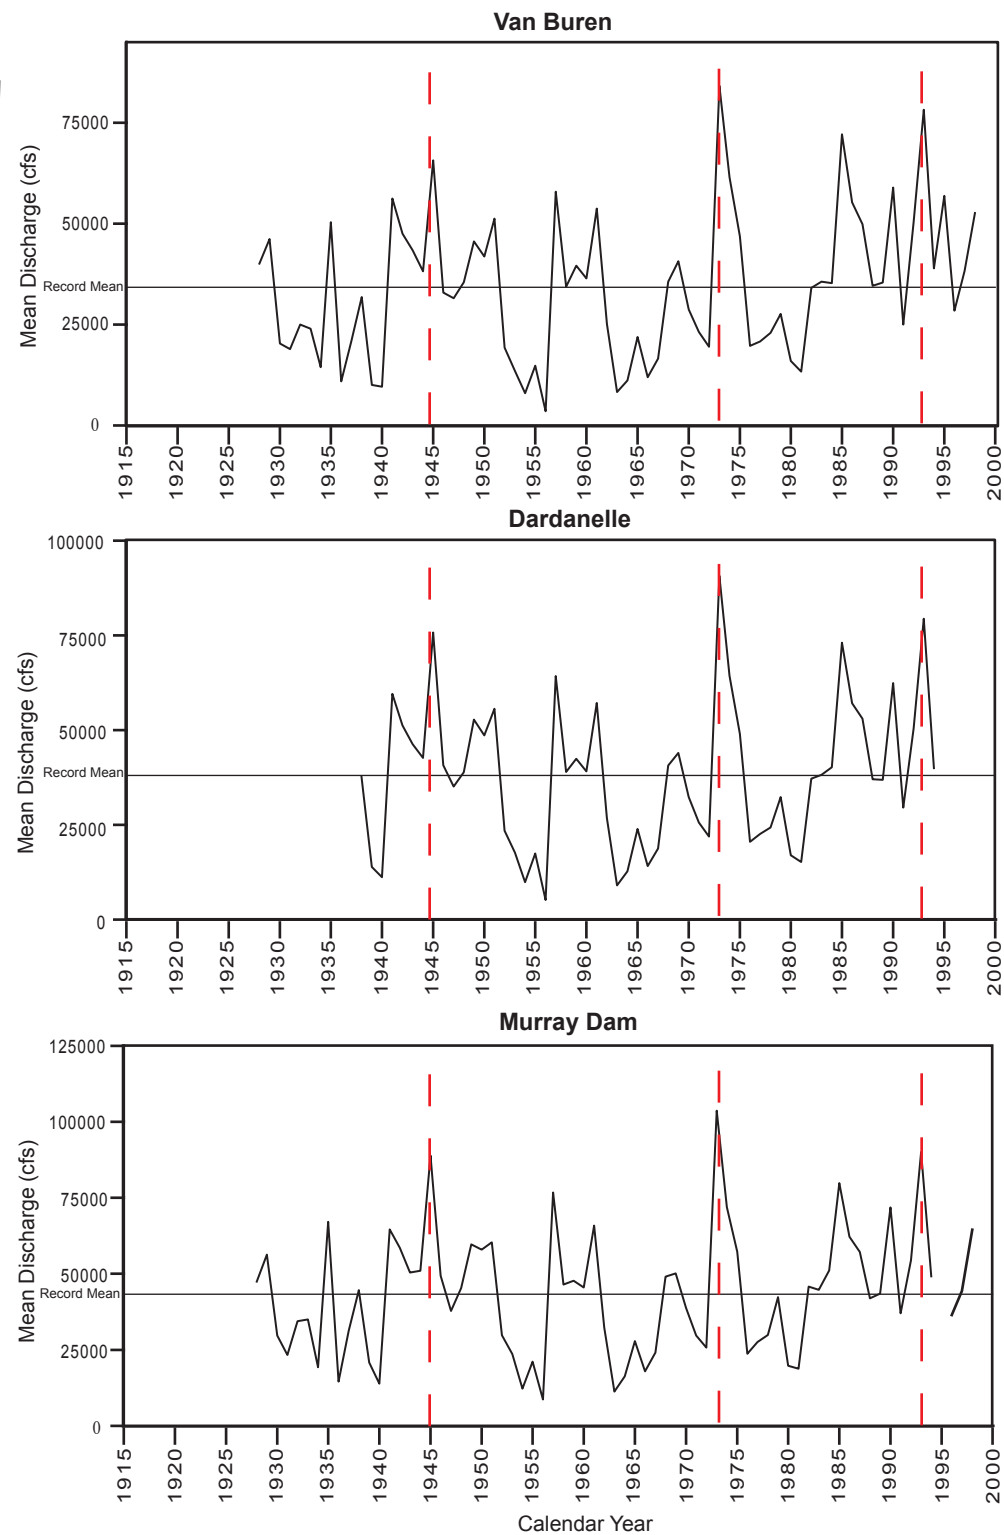 Van Buren
Mean Discharge (cfs)
75000
50000
Record Mean
25000
0
1915 1920 1925 1930 1935 1940 1945 1950 1955 1960 1965 1970 1975 1980 1985 1990 1995 2000
Dardanelle
Mean Discharge (cfs)
100000
75000
50000
Record Mean
25000
0
1915 1920 1925 1930 1935 1940 1945 1950 1955 1960 1965 1970 1975 1980 1985 1990 1995 2000
Murray Dam
Mean Discharge (cfs)
125000
100000
75000
50000
Record Mean
25000
0
1915 1920 1925 1930 1935 1940 1945 1950 1955 1960 1965 1970 1975 1980 1985 1990 1995 2000
Calendar Year